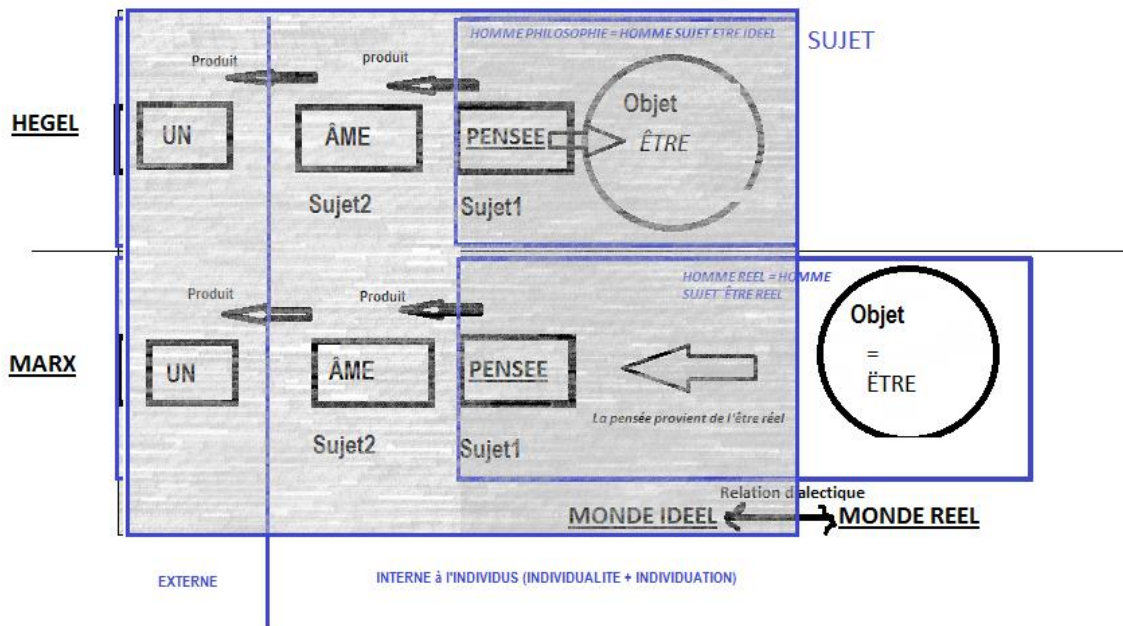 HOMME PHILOSOPHIE = HOMME SUJET ETRE IDEEL
SUJET
Produit
produit
HEGEL
UN
ÂME
PENSEE
Objet
ÊTRE
Sujet2
Sujet1
HOMME REEL = HOMME
SUJET ÊTRE REEL
Produit
Produit
MARX
UN
ÂME
PENSEE
Objet
=
ËTRE
La pensée provient de l'être réel
Sujet2
Sujet1
Relation dialectique
MONDE IDEEL
MONDE REEL
EXTERNE
INTERNE à l'INDIVIDUS (INDIVIDUALITE + INDIVIDUATION)